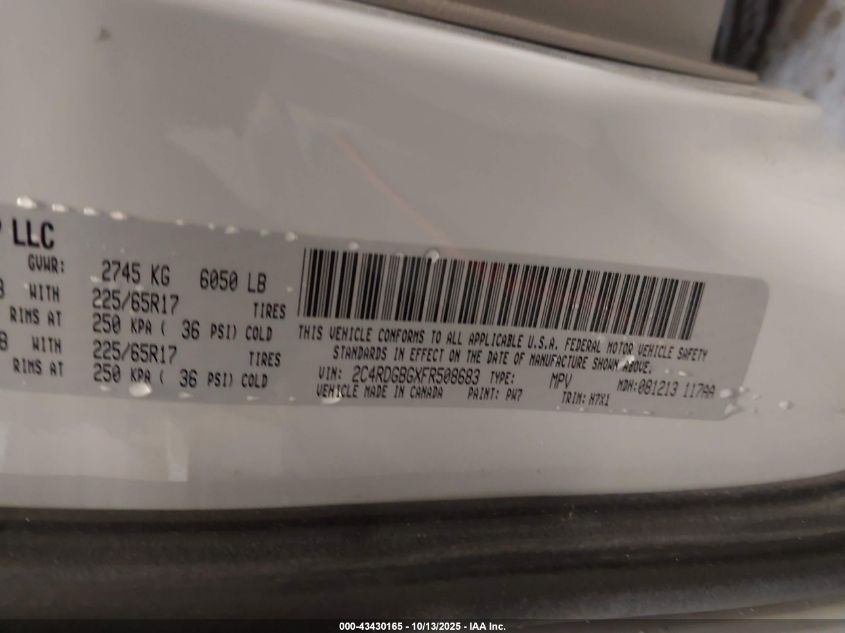 LLC
GVWR: 2745 KG 6050 LB
WITH 225/65R17 TIRES
RIMS AT 250 KPA ( 36 PSI) COLD
WITH 225/65R17 TIRES
RIMS AT 250 KPA ( 36 PSI) COLD
THIS VEHICLE CONFORMS TO ALL APPLICABLE U.S.A. FEDERAL MOTOR VEHICLE SAFETY
STANDARDS IN EFFECT ON THE DATE OF MANUFACTURE SHOWN ABOVE.
VIN: 2C4RDGBGXFR508683 TYPE: MPV MDH:081213 117AA
VEHICLE MADE IN CANADA PAINT: PW7 TRIM: H7X1
000-43430165 - 10/13/2025 - IAA Inc.